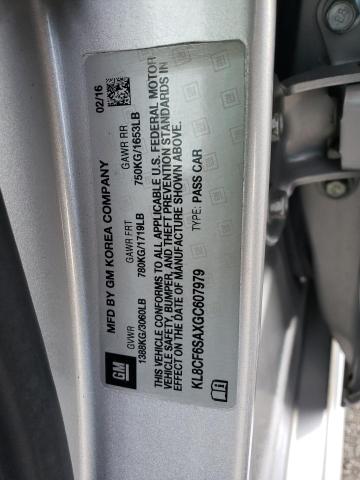 GM
MFD BY GM KOREA COMPANY 02/16
GVWR GAWR FRT GAWR RR
1388KG/3060LB 780KG/1719LB 750KG/1653LB
THIS VEHICLE CONFORMS TO ALL APPLICABLE U.S. FEDERAL MOTOR
VEHICLE SAFETY, BUMPER, AND THEFT PREVENTION STANDARDS IN
EFFECT ON THE DATE OF MANUFACTURE SHOWN ABOVE.
KL8CF6SAXGC607979 TYPE: PASS CAR